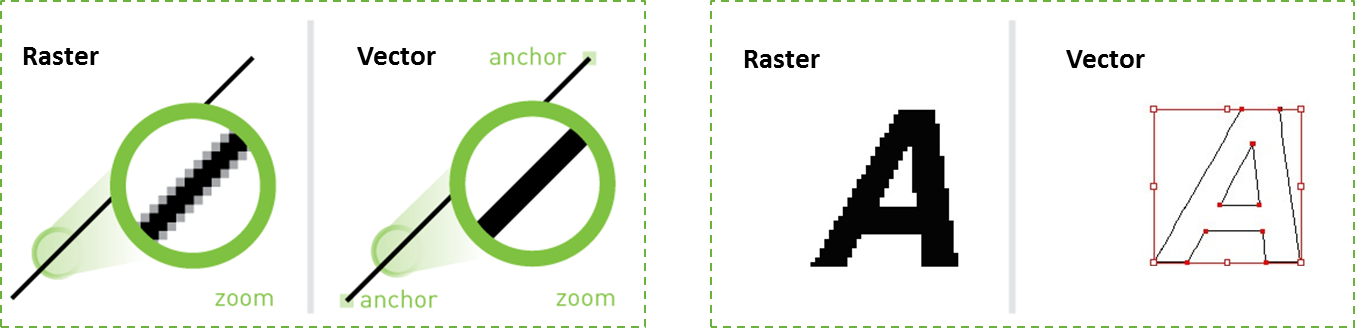 Raster
Vector
anchor
anchor
zoom
zoom
Raster
Vector
A
A